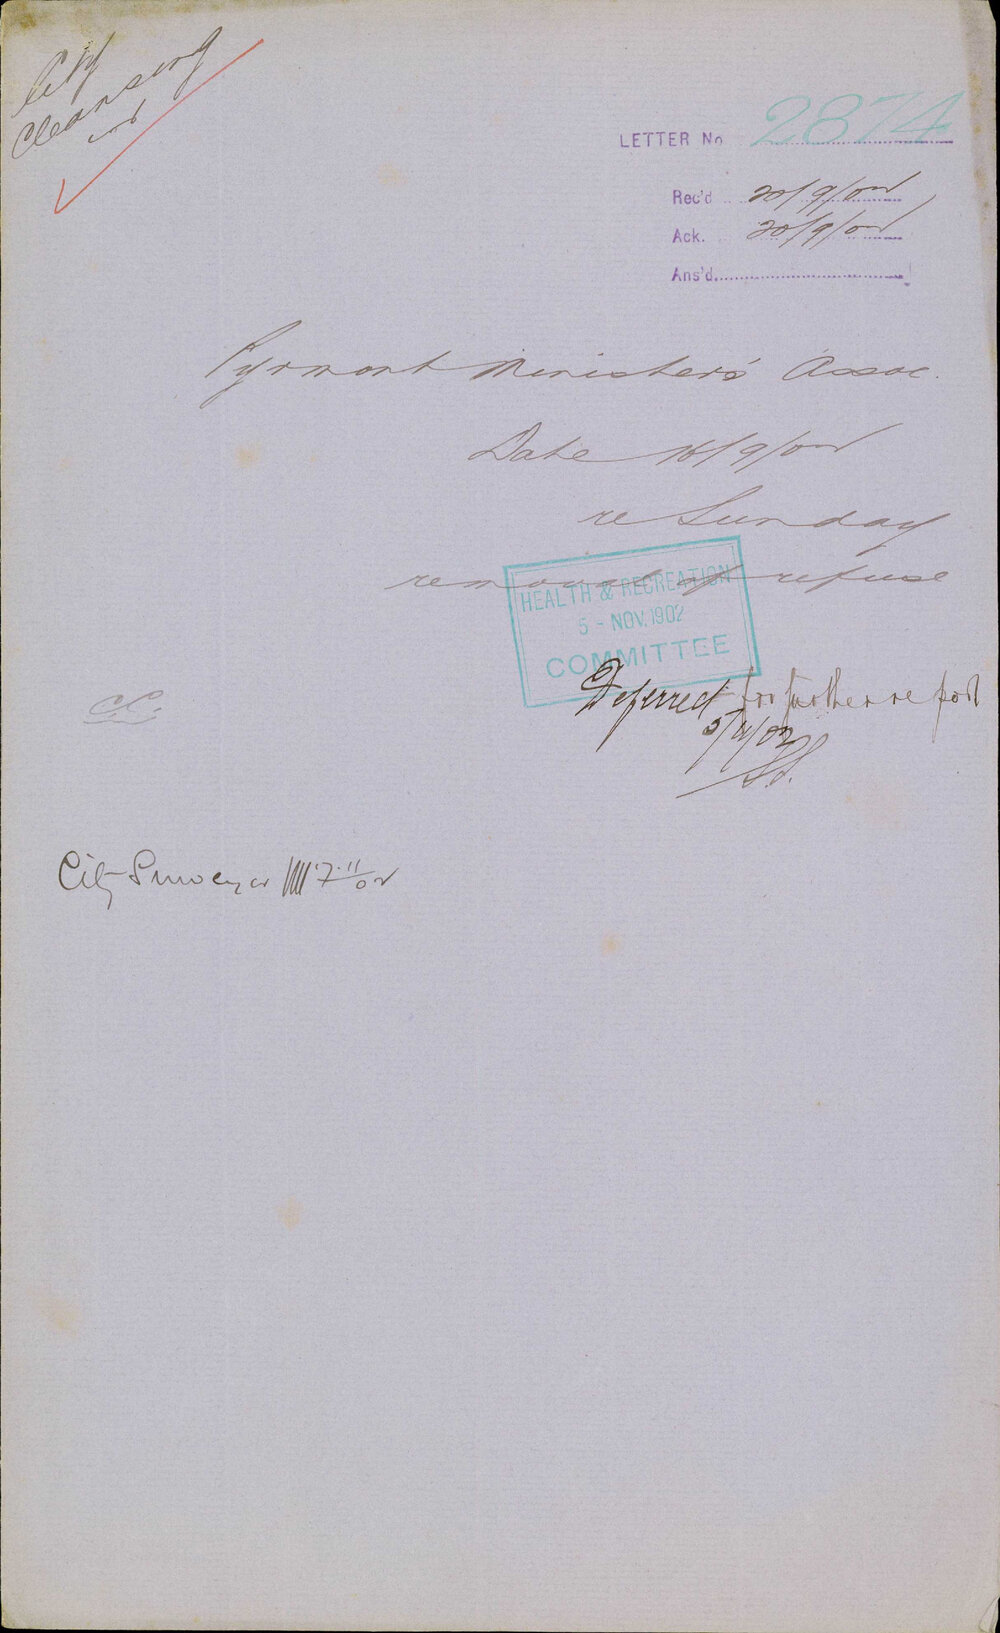 City
Cleansing
LETTER No 2874
Rec'd 20/9/02
Ack. 20/9/02
Ans'd
Pyrmont Ministers' Assoc.
Date 18/9/02
re Sunday
removal of refuse
HEALTH & RECREATION
5 - NOV. 1902
COMMITTEE
Deferred for further report
5/11/02
C.C.
City Surveyor 7.11/02